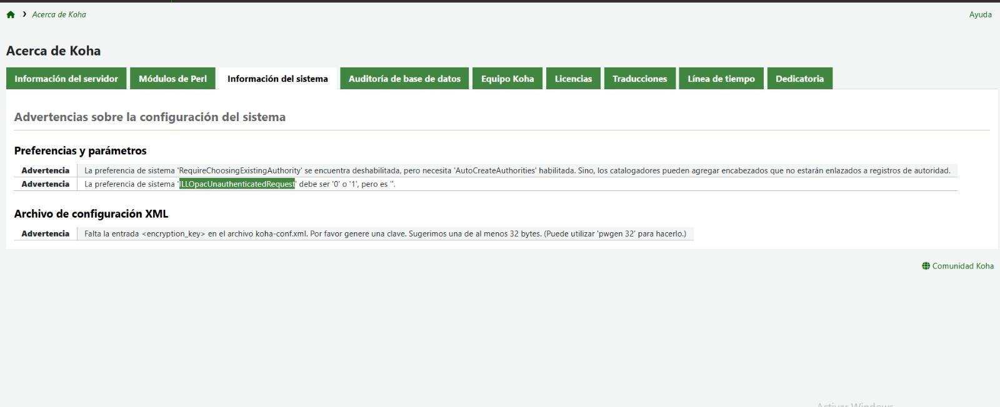 Acerca de Koha
Ayuda
Acerca de Koha
Información del servidor
Módulos de Perl
Información del sistema
Auditoría de base de datos
Equipo Koha
Licencias
Traducciones
Línea de tiempo
Dedicatoria
Advertencias sobre la configuración del sistema
Preferencias y parámetros
Advertencia La preferencia de sistema 'RequireChoosingExistingAuthority' se encuentra deshabilitada, pero necesita 'AutoCreateAuthorities' habilitada. Sino, los catalogadores pueden agregar encabezados que no estarán enlazados a registros de autoridad.
Advertencia La preferencia de sistema 'ILLOpacUnauthenticatedRequest' debe ser '0' o '1', pero es ''.
Archivo de configuración XML
Advertencia Falta la entrada <encryption_key> en el archivo koha-conf.xml. Por favor genere una clave. Sugerimos una de al menos 32 bytes. (Puede utilizar 'pwgen 32' para hacerlo.)
Comunidad Koha
Activar Windows